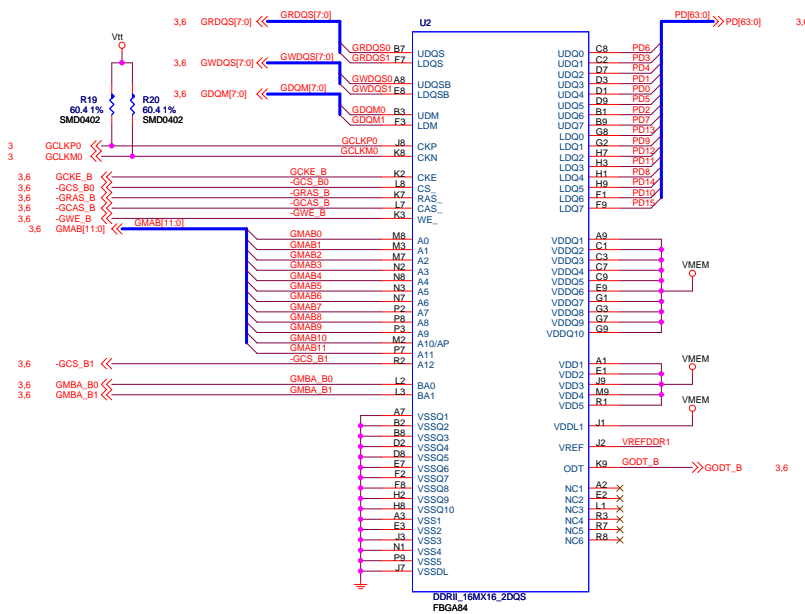 3,6 GRDQS[7:0] GRDQS[7:0] U2 PD[63:0] PD[63:0] 3,6
Vtt
GRDQS0 B7 UDQS UDQ0 C8 PD6
GRDQS1 F7 LDQS UDQ1 C2 PD3
3,6 GWDQS[7:0] GWDQS[7:0] UDQ2 D7 PD4
UDQ3 D3 PD1
GWDQS0 A8 UDQSB UDQ4 D1 PD0
GWDQS1 E8 LDQSB UDQ5 D9 PD5
3,6 GDQM[7:0] GDQM[7:0] UDQ6 B1 PD2
R19 R20
60.4 1% 60.4 1%
SMD0402 SMD0402
GDQM0 B3 UDM UDQ7 B9 PD7
GDQM1 F3 LDM LDQ0 G8 PD13
3 GCLKP0 GCLKP0 J8 CKP LDQ1 G2 PD9
3 GCLKM0 GCLKM0 K8 CKN LDQ2 H7 PD12
LDQ3 H3 PD11
3,6 GCKE_B GCKE_B K2 CKE LDQ4 H1 PD8
3,6 -GCS_B0 -GCS_B0 L8 CS_ LDQ5 H9 PD14
3,6 -GRAS_B -GRAS_B K7 RAS_ LDQ6 F1 PD10
3,6 -GCAS_B -GCAS_B L7 CAS_ LDQ7 F9 PD15
3,6 -GWE_B -GWE_B K3 WE_
3,6 GMAB[11:0] GMAB[11:0]
GMAB0 M8 A0 VDDQ1 A9
GMAB1 M3 A1 VDDQ2 C1
GMAB2 M7 A2 VDDQ3 C3
GMAB3 N2 A3 VDDQ4 C7 VMEM
GMAB4 N8 A4 VDDQ5 C9
GMAB5 N3 A5 VDDQ6 E9
GMAB6 N7 A6 VDDQ7 G1
GMAB7 P2 A7 VDDQ8 G3
GMAB8 P8 A8 VDDQ9 G7
GMAB9 P3 A9 VDDQ10 G9
GMAB10 M2 A10/AP
GMAB11 P7 A11
3,6 -GCS_B1 -GCS_B1 R2 A12 VDD1 A1 VMEM
VDD2 E1
3,6 GMBA_B0 GMBA_B0 L2 BA0 VDD3 J9
3,6 GMBA_B1 GMBA_B1 L3 BA1 VDD4 M9
VDD5 R1 VMEM
A7 VSSQ1
B2 VSSQ2 VDDL1 J1
B8 VSSQ3
D2 VSSQ4 VREF J2 VREFDDR1
D8 VSSQ5
E7 VSSQ6 ODT K9 GODT_B GODT_B 3,6
F2 VSSQ7
F8 VSSQ8 NC1 A2
H2 VSSQ9 NC2 E2
H8 VSSQ10 NC3 L1
A3 VSS1 NC4 R3
E3 VSS2 NC5 R7
J3 VSS3 NC6 R8
N1 VSS4
P9 VSS5
J7 VSSDL
DDRII_16MX16_2DQS
FBGA84